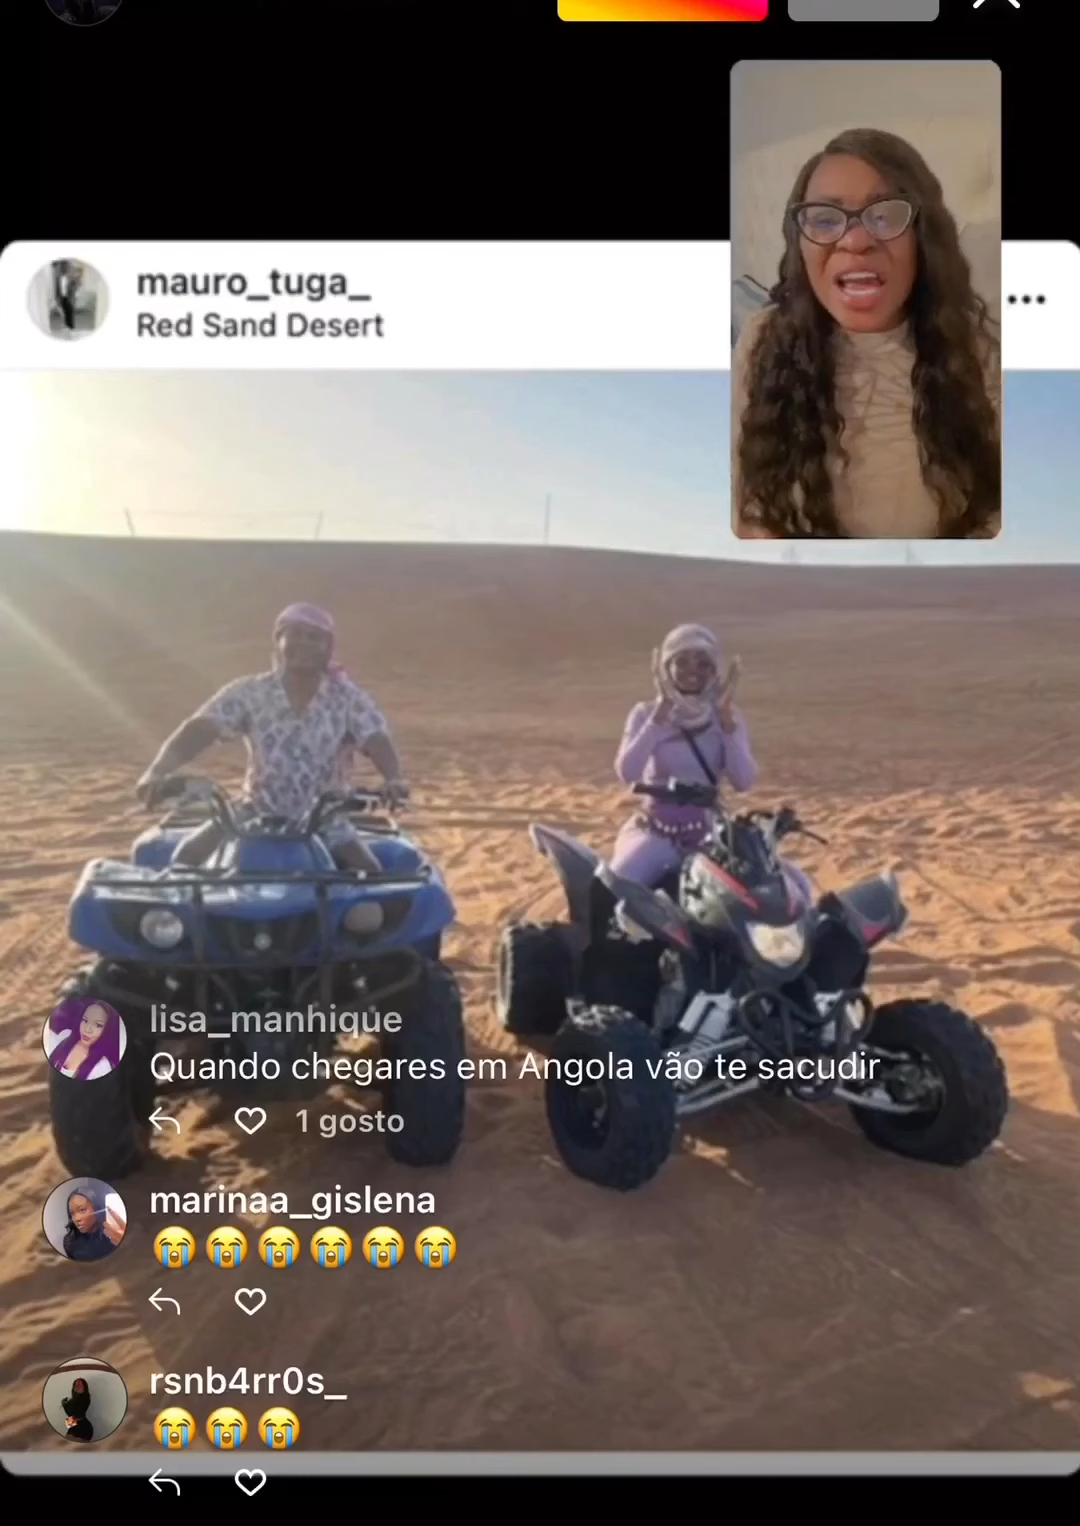 mauro_tuga_
Red Sand Desert
lisa_manhique
Quando chegares em Angola vão te sacudir
1 gosto
marinaa_gislena
😭😭😭😭😭😭
rsnb4rr0s_
😭😭😭